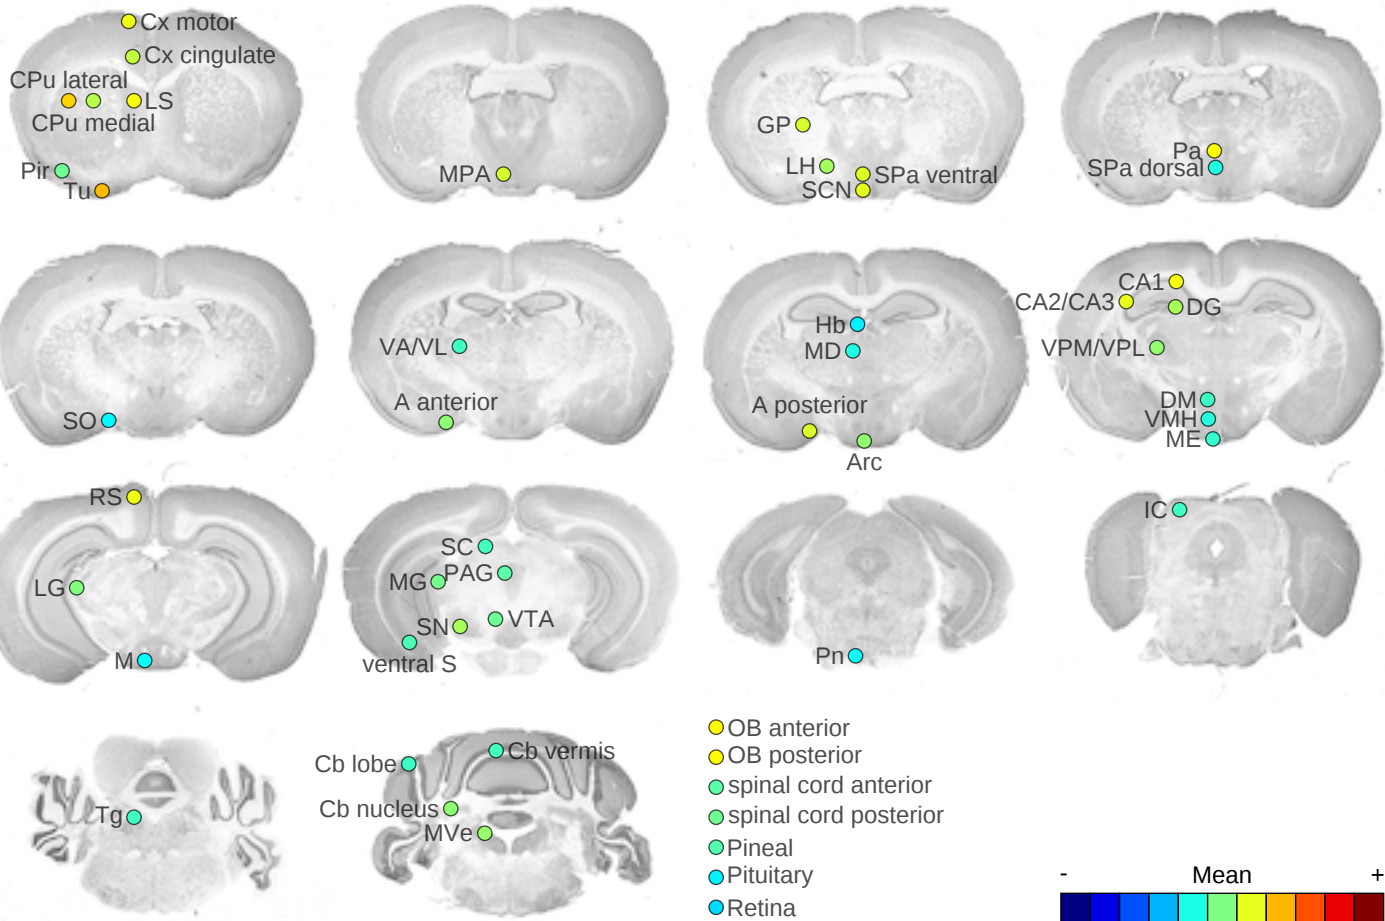 Cx motor
Cx cingulate
CPu lateral
LS
CPu medial
Pir
Tu
MPA
GP
LH
SPa ventral
SCN
Pa
SPa dorsal
SO
VA/VL
A anterior
Hb
MD
A posterior
Arc
CA1
CA2/CA3
DG
VPM/VPL
DM
VMH
ME
RS
LG
M
SC
PAG
MG
VTA
SN
ventral S
Pn
IC
Tg
Cb vermis
Cb lobe
Cb nucleus
MVe
OB anterior
OB posterior
spinal cord anterior
spinal cord posterior
Pineal
Pituitary
Retina
- Mean +